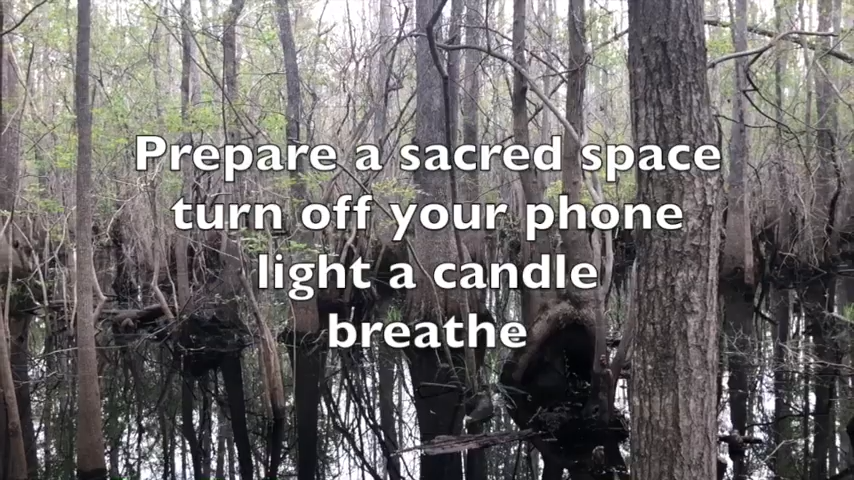 Prepare a sacred space
turn off your phone
light a candle
breathe